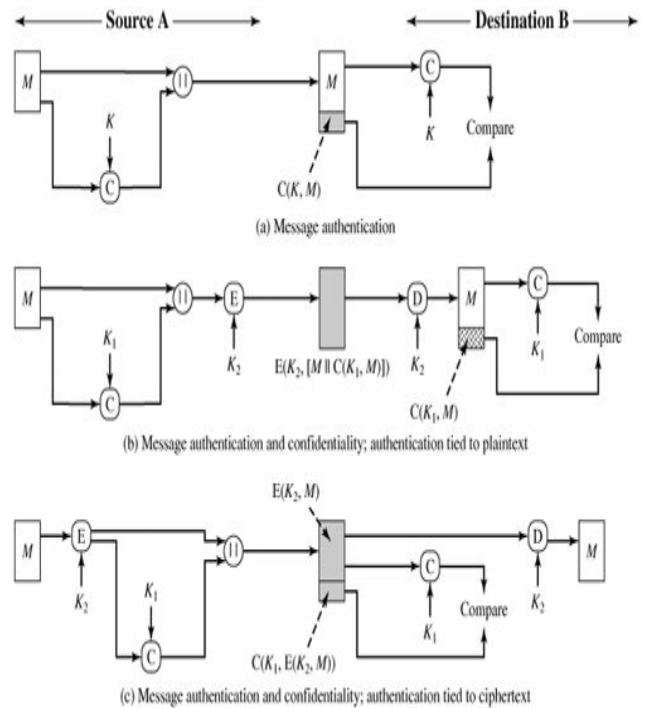 Source A
Destination B
M
||
M
C
K
K
Compare
C
C(K, M)
(a) Message authentication
M
||
E
D
M
C
K1
K2
E(K2, [M || C(K1, M)])
K2
K1
Compare
C
C(K1, M)
(b) Message authentication and confidentiality; authentication tied to plaintext
E(K2, M)
M
E
||
D
M
C
K2
K1
K1
Compare
K2
C
C(K1, E(K2, M))
(c) Message authentication and confidentiality; authentication tied to ciphertext